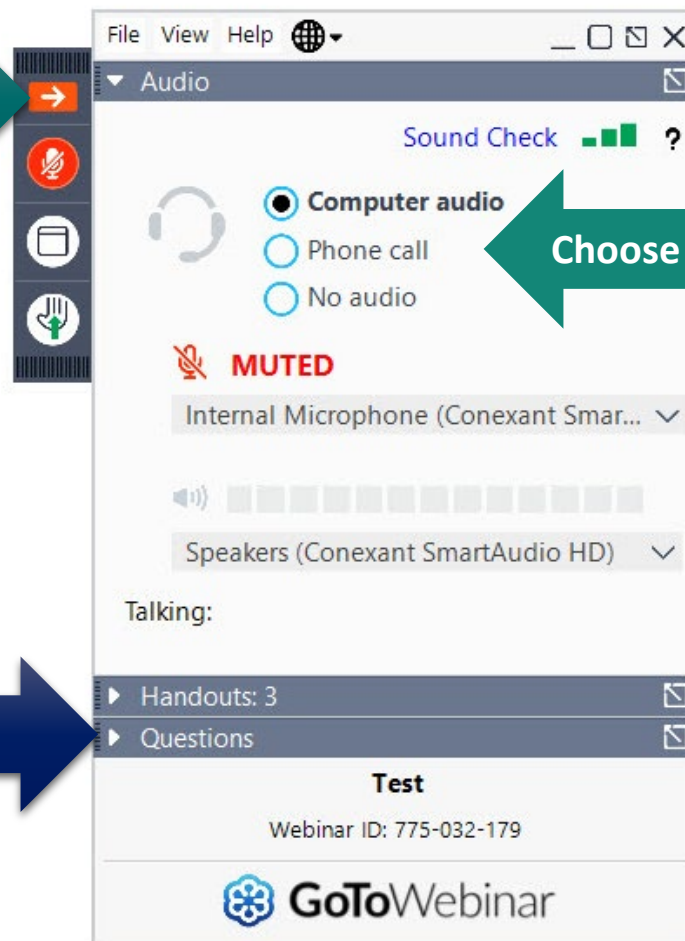 File View Help
Audio
Sound Check ?
Computer audio
Phone call
Choose
No audio
MUTED
Internal Microphone (Conexant Smar...
Speakers (Conexant SmartAudio HD)
Talking:
Handouts: 3
Questions
Test
Webinar ID: 775-032-179
GoToWebinar